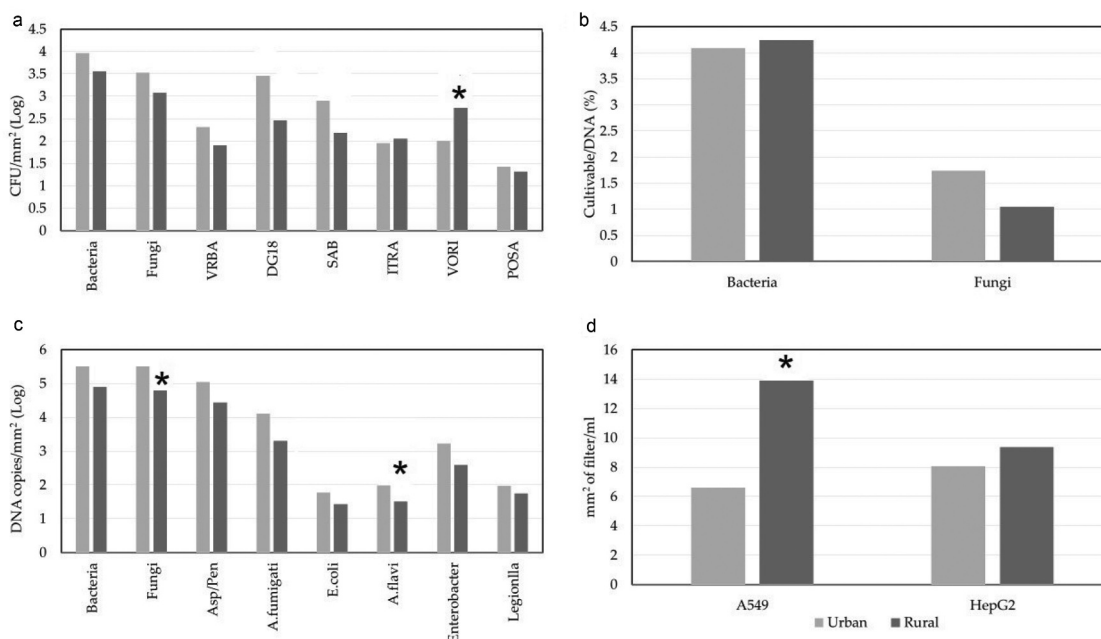 a
CFU/mm² (Log)
4.5
4
3.5
3
2.5
2
1.5
1
0.5
0
*
Bacteria
Fungi
VRBA
DG18
SAB
ITRA
VORI
POSA
b
Cultivable/DNA (%)
4.5
4
3.5
3
2.5
2
1.5
1
0.5
0
Bacteria
Fungi
c
DNA copies/mm² (Log)
6
5
4
3
2
1
0
*
*
Bacteria
Fungi
Asp/Pen
A.fumigati
E.coli
A.flavi
Enterobacter
Legionlla
d
mm² of filter/ml
16
14
12
10
8
6
4
2
0
*
A549
HepG2
Urban
Rural